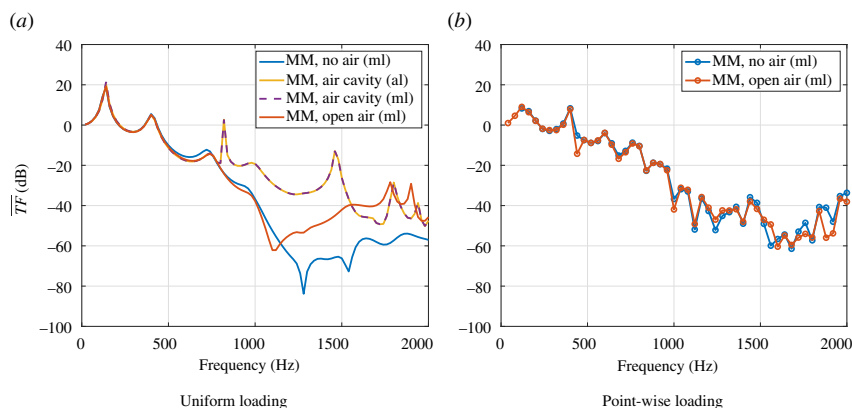 (a)
40
20
0
−20
−40
−60
−80
−100
TF (dB)
MM, no air (ml)
MM, air cavity (al)
MM, air cavity (ml)
MM, open air (ml)
0 500 1000 1500 2000
Frequency (Hz)
Uniform loading
(b)
40
20
0
−20
−40
−60
−80
−100
MM, no air (ml)
MM, open air (ml)
0 500 1000 1500 2000
Frequency (Hz)
Point-wise loading